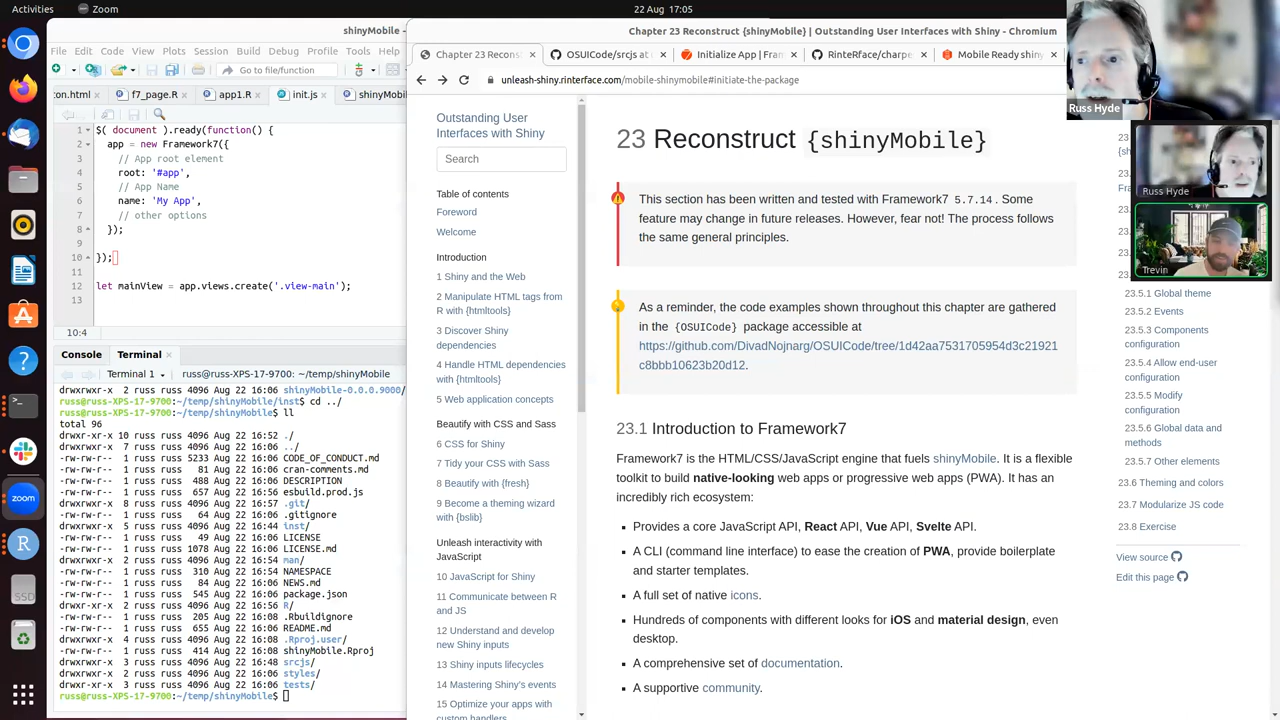 Activities
Zoom
22 Aug 17:05
shinyMobile -
Chapter 23 Reconstruct {shinyMobile} | Outstanding User Interfaces with Shiny - Chromium
File Edit Code View Plots Session Build Debug Profile Tools Help
Chapter 23 Recons
OSUICode/srcjs at
Initialize App | Fran
RinteRface/charpe
Mobile Ready shiny
Go to file/function
unleash-shiny.rinterface.com/mobile-shinymobile#initiate-the-package
ton.html
f7_page.R
app1.R
init.js
shinyMobil
1 $( document ).ready(function() {
2 app = new Framework7({
3 // App root element
4 root: '#app',
5 // App Name
6 name: 'My App',
7 // other options
8 });
9
10 });
11
12 let mainView = app.views.create('.view-main');
13
10:4
Console
Terminal
Terminal 1
russ@russ-XPS-17-9700: ~/temp/shinyMobile
drwxrwxr-x 2 russ russ 4096 Aug 22 16:06 shinyMobile-0.0.0.9000/
russ@russ-XPS-17-9700:~/temp/shinyMobile/inst$ cd ../
russ@russ-XPS-17-9700:~/temp/shinyMobile$ ll
total 96
drwxr-xr-x 10 russ russ 4096 Aug 22 16:52 ./
drwxr-xr-x 7 russ russ 4096 Aug 22 16:06 ../
-rw-rw-r-- 1 russ russ 5233 Aug 22 16:06 CODE_OF_CONDUCT.md
-rw-rw-r-- 1 russ russ 81 Aug 22 16:06 cran-comments.md
-rw-rw-r-- 1 russ russ 488 Aug 22 16:06 DESCRIPTION
-rw-rw-r-- 1 russ russ 657 Aug 22 16:56 esbuild.prod.js
drwxrwxr-x 8 russ russ 4096 Aug 22 16:57 .git/
-rw-rw-r-- 1 russ russ 64 Aug 22 16:06 .gitignore
drwxrwxr-x 5 russ russ 4096 Aug 22 16:44 inst/
-rw-rw-r-- 1 russ russ 49 Aug 22 16:06 LICENSE
-rw-rw-r-- 1 russ russ 1078 Aug 22 16:06 LICENSE.md
drwxrwxr-x 2 russ russ 4096 Aug 22 16:54 man/
-rw-rw-r-- 1 russ russ 310 Aug 22 16:54 NAMESPACE
-rw-rw-r-- 1 russ russ 84 Aug 22 16:06 NEWS.md
-rw-rw-r-- 1 russ russ 545 Aug 22 16:06 package.json
drwxrwxr-x 2 russ russ 4096 Aug 22 16:56 R/
-rw-rw-r-- 1 russ russ 205 Aug 22 16:08 .Rbuildignore
-rw-rw-r-- 1 russ russ 655 Aug 22 16:06 README.md
drwxr-xr-x 4 russ russ 4096 Aug 22 16:08 .Rproj.user/
-rw-rw-r-- 1 russ russ 414 Aug 22 16:08 shinyMobile.Rproj
drwxrwxr-x 3 russ russ 4096 Aug 22 16:48 srcjs/
drwxrwxr-x 2 russ russ 4096 Aug 22 16:06 styles/
drwxrwxr-x 3 russ russ 4096 Aug 22 16:06 tests/
russ@russ-XPS-17-9700:~/temp/shinyMobile$
Outstanding User
Interfaces with Shiny
Search
Table of contents
Foreword
Welcome
Introduction
1 Shiny and the Web
2 Manipulate HTML tags from
R with {htmltools}
3 Discover Shiny
dependencies
4 Handle HTML dependencies
with {htmltools}
5 Web application concepts
Beautify with CSS and Sass
6 CSS for Shiny
7 Tidy your CSS with Sass
8 Beautify with {fresh}
9 Become a theming wizard
with {bslib}
Unleash interactivity with
JavaScript
10 JavaScript for Shiny
11 Communicate between R
and JS
12 Understand and develop
new Shiny inputs
13 Shiny inputs lifecycles
14 Mastering Shiny's events
15 Optimize your apps with
custom handlers
23 Reconstruct {shinyMobile}
This section has been written and tested with Framework7 5.7.14. Some
feature may change in future releases. However, fear not! The process follows
the same general principles.
As a reminder, the code examples shown throughout this chapter are gathered
in the {OSUICode} package accessible at
https://github.com/DivadNojnarg/OSUICode/tree/1d42aa7531705954d3c21921
c8bbb10623b20d12.
23.1 Introduction to Framework7
Framework7 is the HTML/CSS/JavaScript engine that fuels shinyMobile. It is a flexible
toolkit to build native-looking web apps or progressive web apps (PWA). It has an
incredibly rich ecosystem:
Provides a core JavaScript API, React API, Vue API, Svelte API.
A CLI (command line interface) to ease the creation of PWA, provide boilerplate
and starter templates.
A full set of native icons.
Hundreds of components with different looks for iOS and material design, even
desktop.
A comprehensive set of documentation.
A supportive community.
Russ Hyde
Russ Hyde
Trevin
23.5.1 Global theme
23.5.2 Events
23.5.3 Components
configuration
23.5.4 Allow end-user
configuration
23.5.5 Modify
configuration
23.5.6 Global data and
methods
23.5.7 Other elements
23.6 Theming and colors
23.7 Modularize JS code
23.8 Exercise
View source
Edit this page
zoom
R
SSD